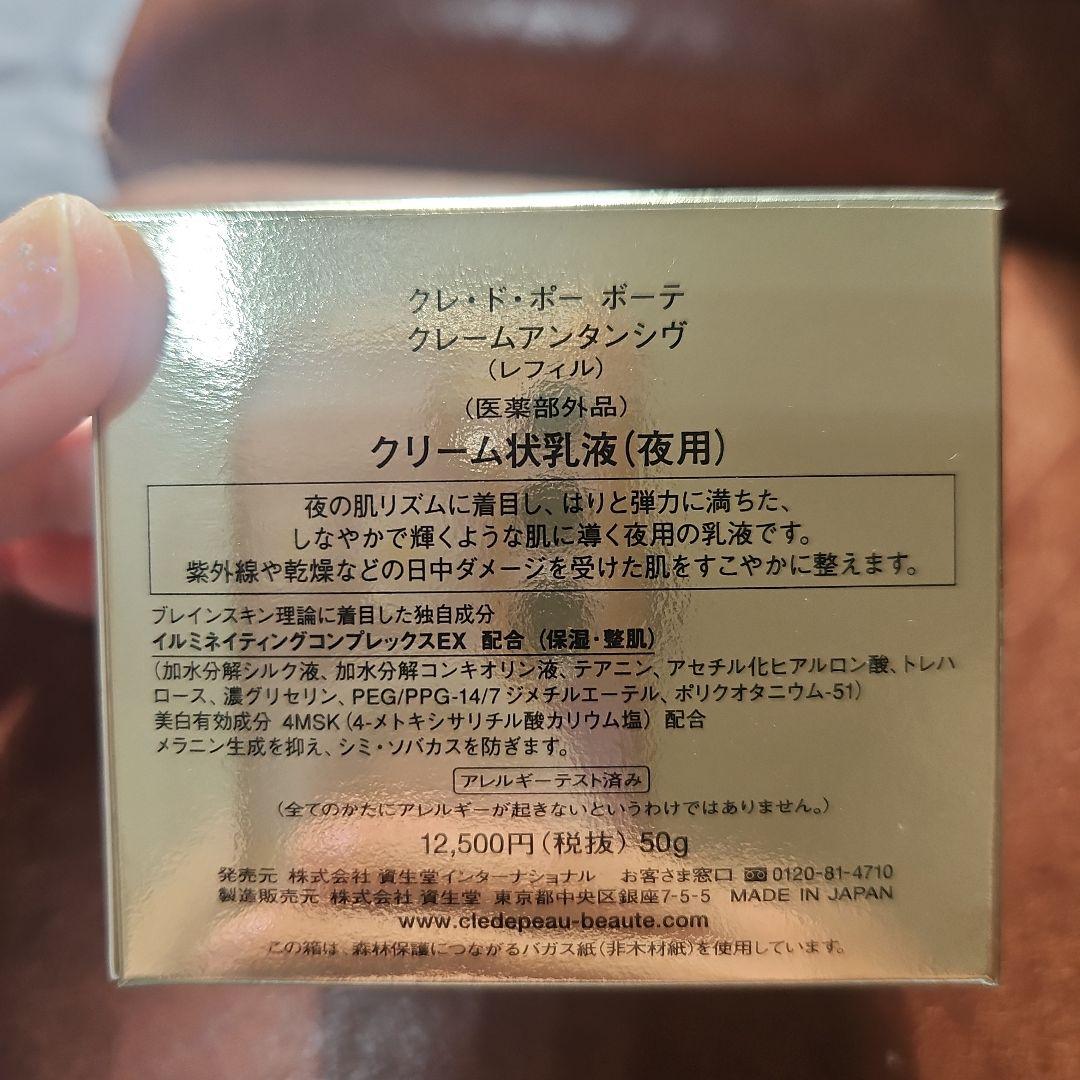 クレ・ド・ポー ボーテ
クレームアンタンシヴ
（レフィル）
（医薬部外品）
クリーム状乳液（夜用）
夜の肌リズムに着目し、はりと弾力に満ちた、
しなやかで輝くような肌に導く夜用の乳液です。
紫外線や乾燥などの日中ダメージを受けた肌をすこやかに整えます。
ブレインスキン理論に着目した独自成分
イルミネイティングコンプレックスEX 配合（保湿・整肌）
（加水分解シルク液、加水分解コンキオリン液、テアニン、アセチル化ヒアルロン酸、トレハ
ロース、濃グリセリン、PEG/PPG-14/7ジメチルエーテル、ポリクオタニウム-51）
美白有効成分 4MSK（4-メトキシサリチル酸カリウム塩）配合
メラニン生成を抑え、シミ・ソバカスを防ぎます。
アレルギーテスト済み
（全てのかたにアレルギーが起きないというわけではありません。）
12,500円（税抜）50g
発売元 株式会社 資生堂インターナショナル お客さま窓口 0120-81-4710
製造販売元 株式会社 資生堂 東京都中央区銀座7-5-5 MADE IN JAPAN
www.cledepeau-beaute.com
この箱は、森林保護につながるバガス紙（非木材紙）を使用しています。